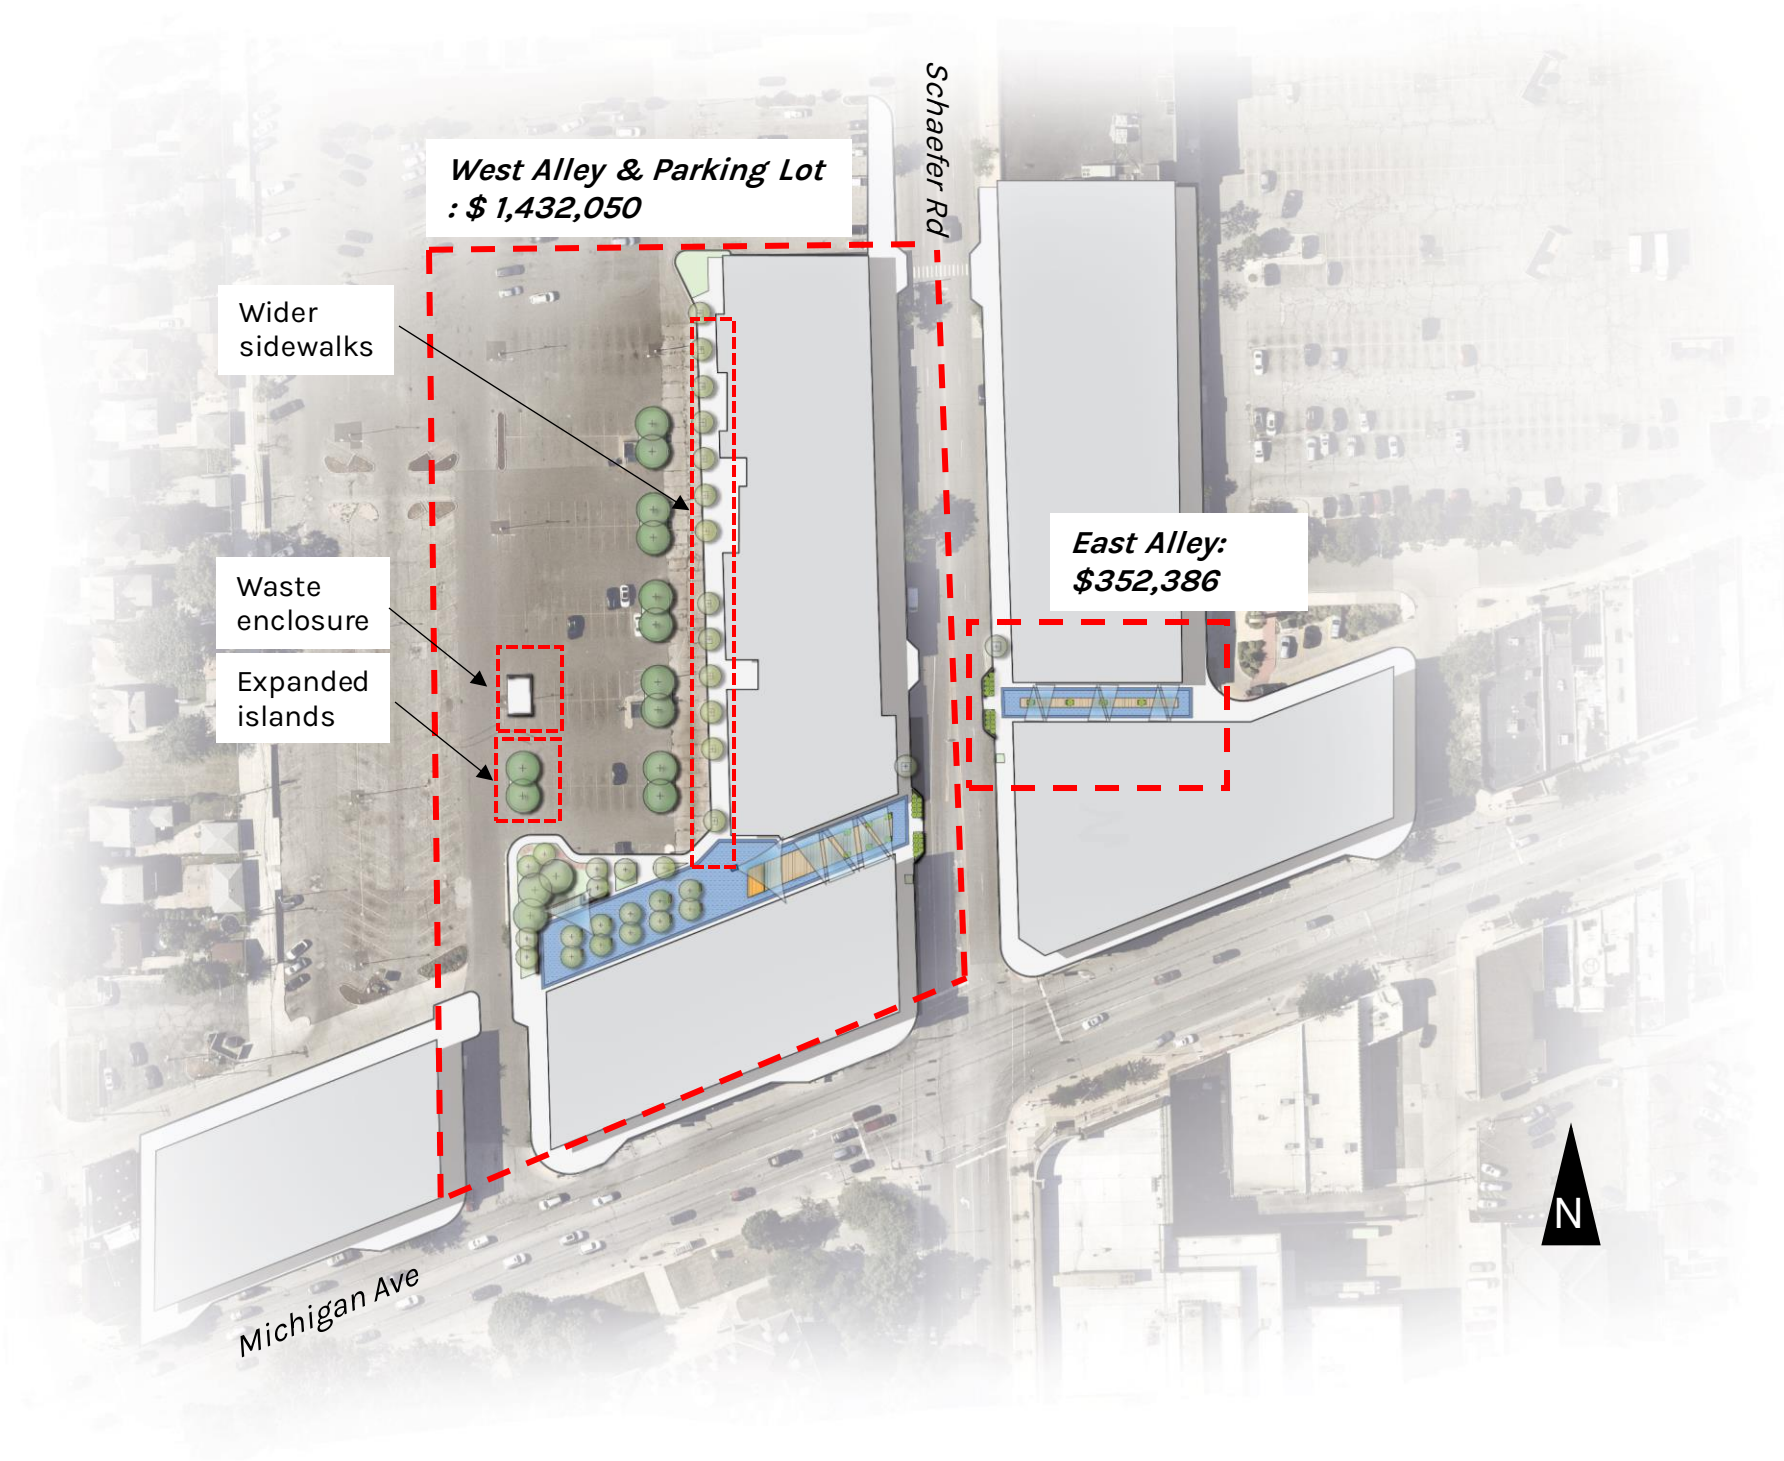 Schaefer Rd
West Alley & Parking Lot
: $ 1,432,050
Wider
sidewalks
East Alley:
$352,386
Waste
enclosure
Expanded
islands
N
Michigan Ave